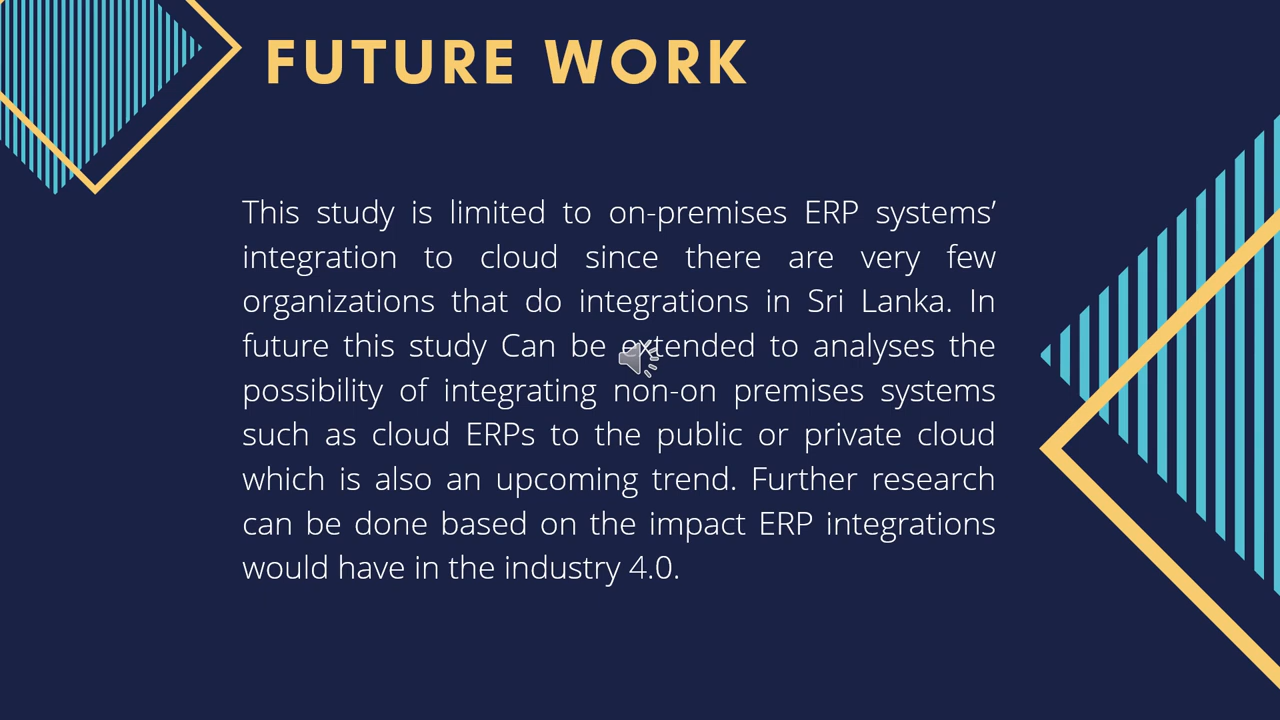 FUTURE WORK
This study is limited to on-premises ERP systems’
integration to cloud since there are very few
organizations that do integrations in Sri Lanka. In
future this study Can be extended to analyses the
possibility of integrating non-on premises systems
such as cloud ERPs to the public or private cloud
which is also an upcoming trend. Further research
can be done based on the impact ERP integrations
would have in the industry 4.0.